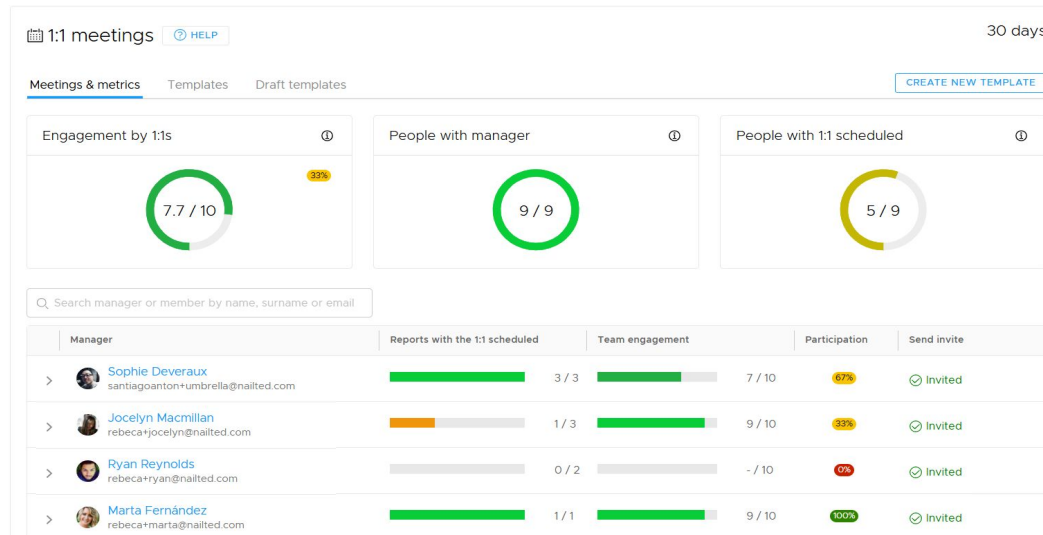 1:1 meetings HELP 30 days
Meetings & metrics Templates Draft templates CREATE NEW TEMPLATE
Engagement by 1:1s People with manager People with 1:1 scheduled
33%
7.7 / 10 9 / 9 5 / 9
Search manager or member by name, surname or email
Manager Reports with the 1:1 scheduled Team engagement Participation Send invite
Sophie Deveraux
santiagoanton+umbrella@nailted.com 3 / 3 7 / 10 67% Invited
Jocelyn Macmillan
rebeca+jocelyn@nailted.com 1 / 3 9 / 10 33% Invited
Ryan Reynolds
rebeca+ryan@nailted.com 0 / 2 - / 10 0% Invited
Marta Fernández
rebeca+marta@nailted.com 1 / 1 9 / 10 100% Invited